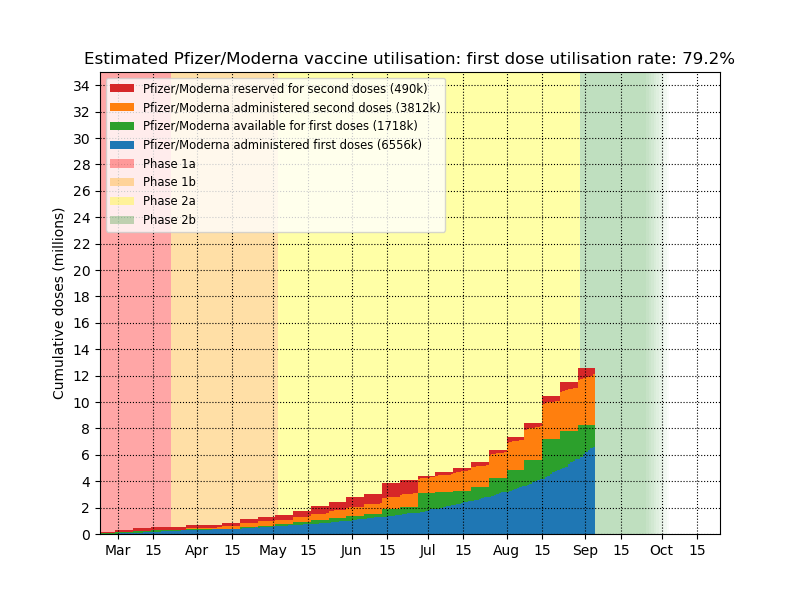 Estimated Pfizer/Moderna vaccine utilisation: first dose utilisation rate: 79.2%
Pfizer/Moderna reserved for second doses (490k)
Pfizer/Moderna administered second doses (3812k)
Pfizer/Moderna available for first doses (1718k)
Pfizer/Moderna administered first doses (6556k)
Phase 1a
Phase 1b
Phase 2a
Phase 2b
Cumulative doses (millions)
34
32
30
28
26
24
22
20
18
16
14
12
10
8
6
4
2
0
Mar 15 Apr 15 May 15 Jun 15 Jul 15 Aug 15 Sep 15 Oct 15